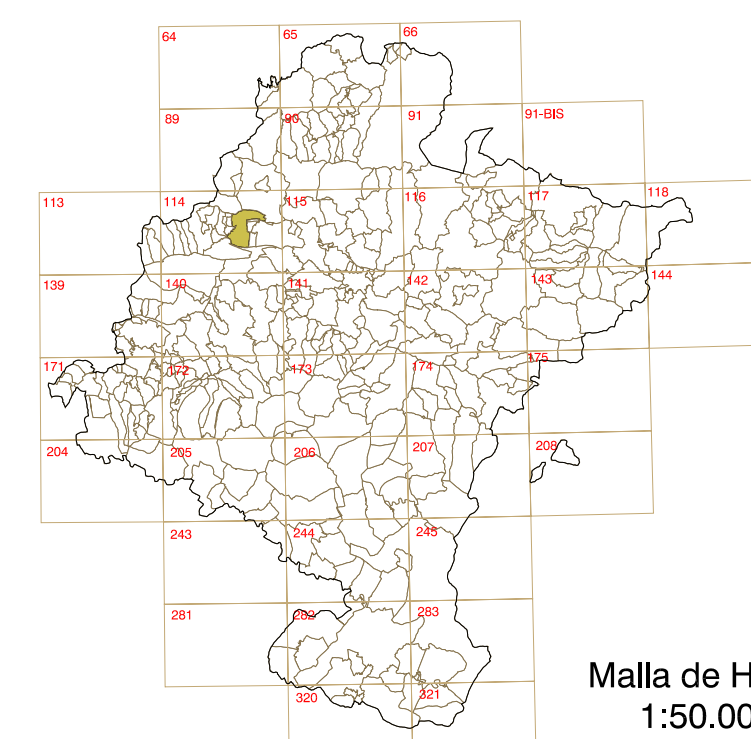 64 65 66
89 90 91 91-BIS
113 114 115 116 117 118
139 140 141 142 143 144
171 172 173 174 175
204 205 206 207 208
243 244 245
281 282 283
320 321
Malla de H
1:50.00